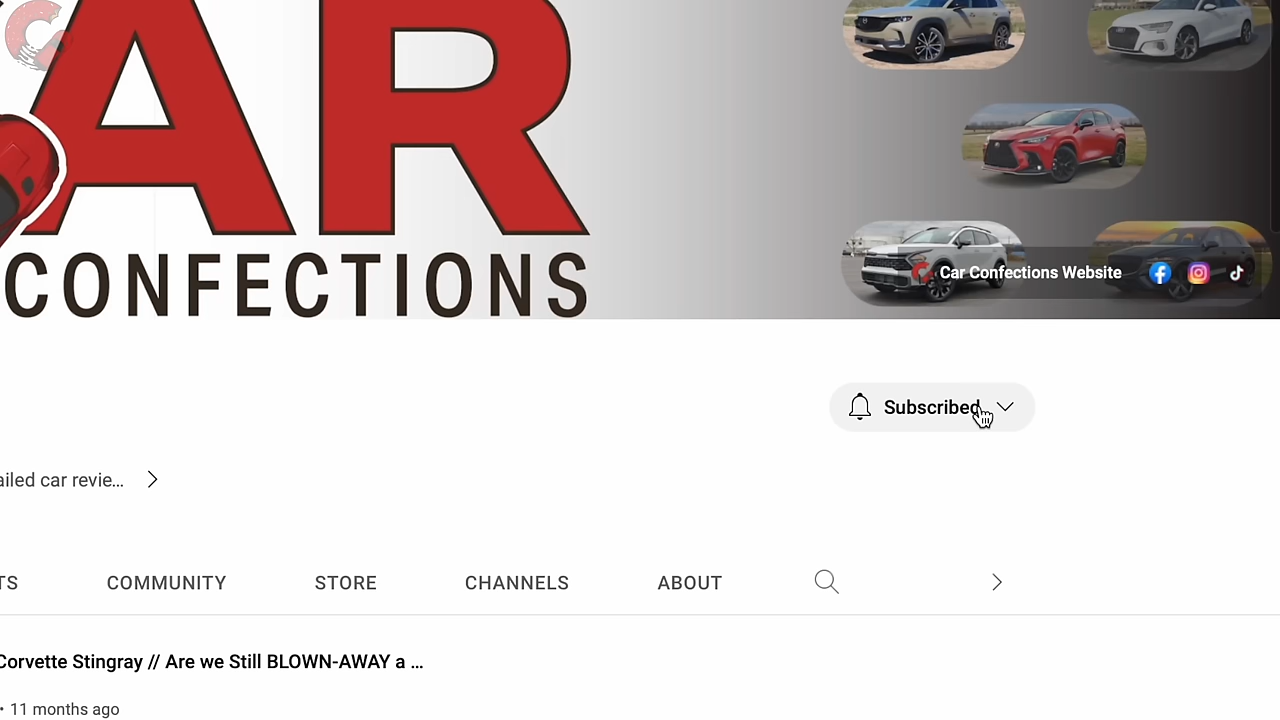 AR
CONFECTIONS
Car Confections Website
Subscribed
ailed car revie...
TS COMMUNITY STORE CHANNELS ABOUT
Corvette Stingray // Are we Still BLOWN-AWAY a ...
• 11 months ago